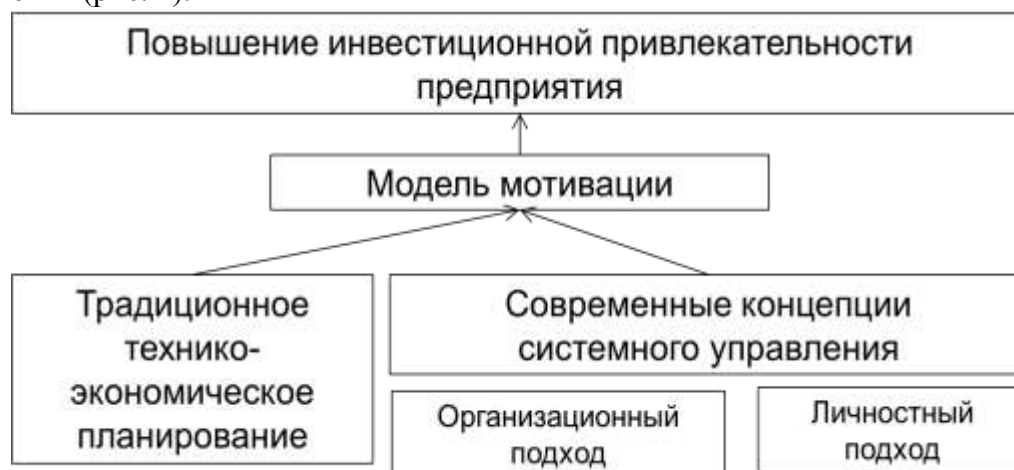 Повышение инвестиционной привлекательности
предприятия
Модель мотивации
Традиционное
технико-
экономическое
планирование
Современные концепции
системного управления
Организационный
подход
Личностный
подход